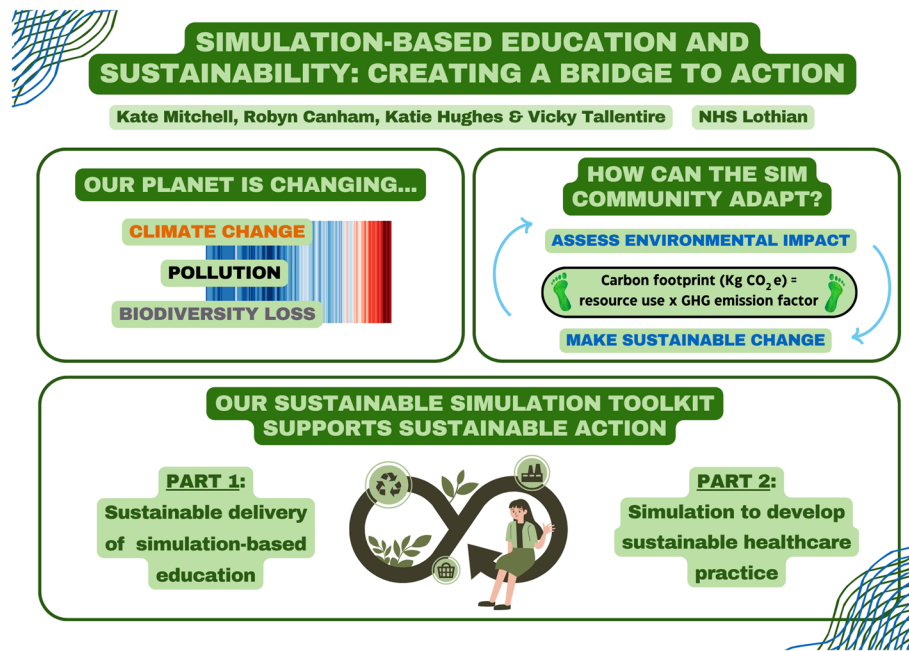 SIMULATION-BASED EDUCATION AND
SUSTAINABILITY: CREATING A BRIDGE TO ACTION
Kate Mitchell, Robyn Canham, Katie Hughes & Vicky Tallentire
NHS Lothian
OUR PLANET IS CHANGING...
CLIMATE CHANGE
POLLUTION
BIODIVERSITY LOSS
HOW CAN THE SIM
COMMUNITY ADAPT?
ASSESS ENVIRONMENTAL IMPACT
Carbon footprint (Kg CO₂e) =
resource use x GHG emission factor
MAKE SUSTAINABLE CHANGE
OUR SUSTAINABLE SIMULATION TOOLKIT
SUPPORTS SUSTAINABLE ACTION
PART 1:
Sustainable delivery
of simulation-based
education
PART 2:
Simulation to develop
sustainable healthcare
practice